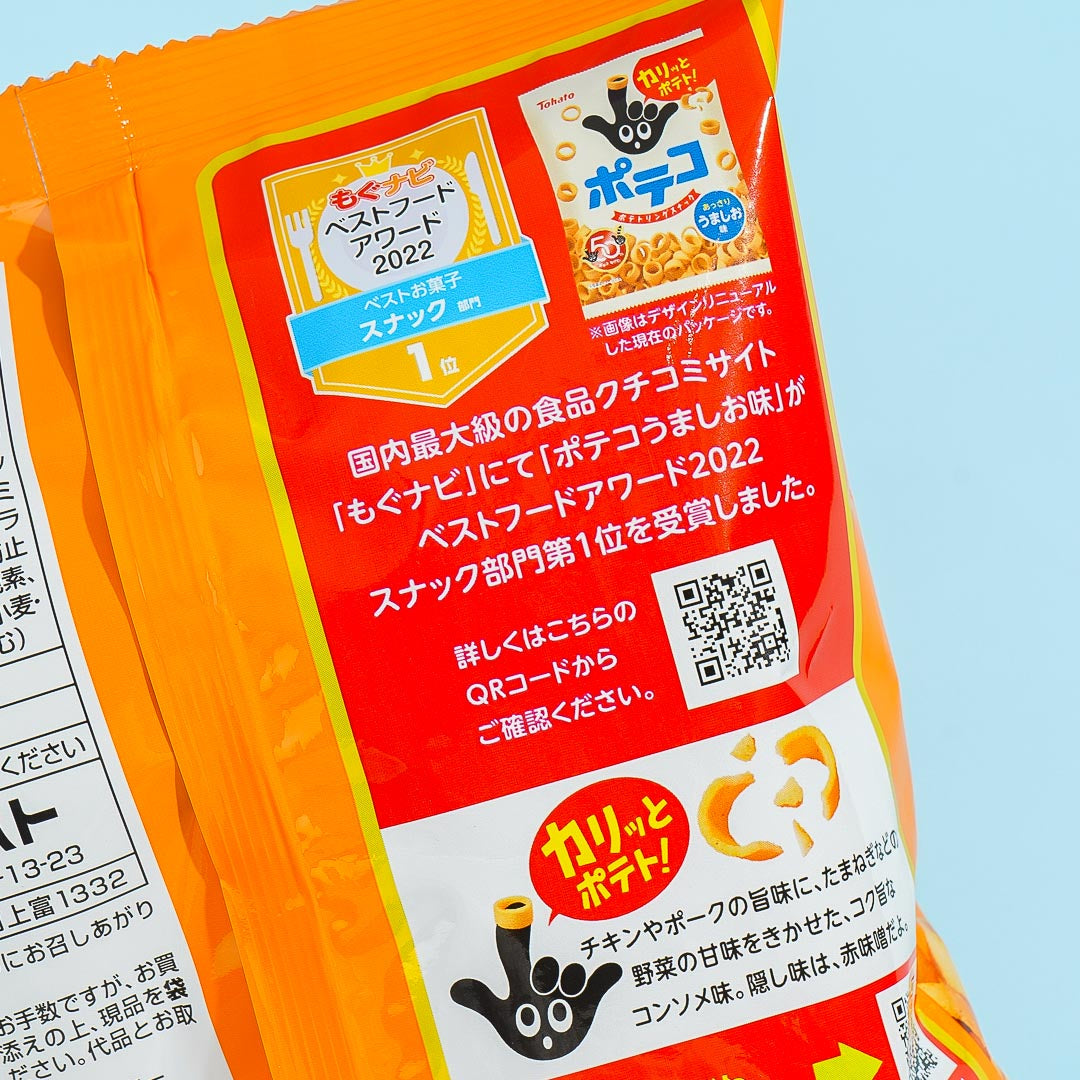 もぐナビ
ベストフード
アワード
2022
ベストお菓子
スナック 部門
1位
Tohato
カリッと
ポテト!
ポテコ
ポテトリングスナック
あっさり
うましお
味
50
※画像はデザインリニューアル
した現在のパッケージです。
国内最大級の食品クチコミサイト
「もぐナビ」にて「ポテコうましお味」が
ベストフードアワード2022
スナック部門第1位を受賞しました。
詳しくはこちらの
QRコードから
ご確認ください。
カリッと
ポテト!
チキンやポークの旨味に、たまねぎなどの
野菜の甘味をきかせた、コク旨な
コンソメ味。隠し味は、赤味噌だよ。
ミ
ラ
止
素、
小麦・
む)
ください
ト
-13-23
上富1332
にお召しあがり
お手数ですが、お買
添えの上、現品を袋
ださい。代品とお取